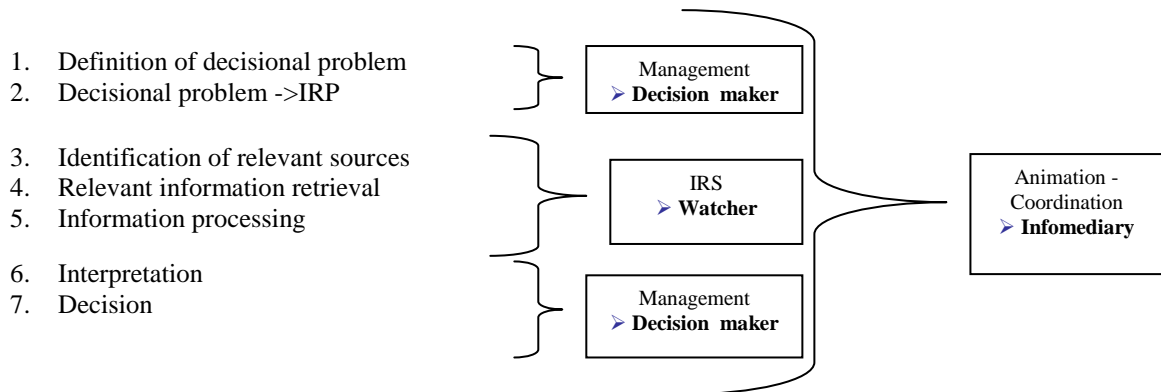 1. Definition of decisional problem
2. Decisional problem ->IRP
3. Identification of relevant sources
4. Relevant information retrieval
5. Information processing
6. Interpretation
7. Decision
Management
➢ Decision maker
IRS
➢ Watcher
Management
➢ Decision maker
Animation -
Coordination
➢ Infomediary